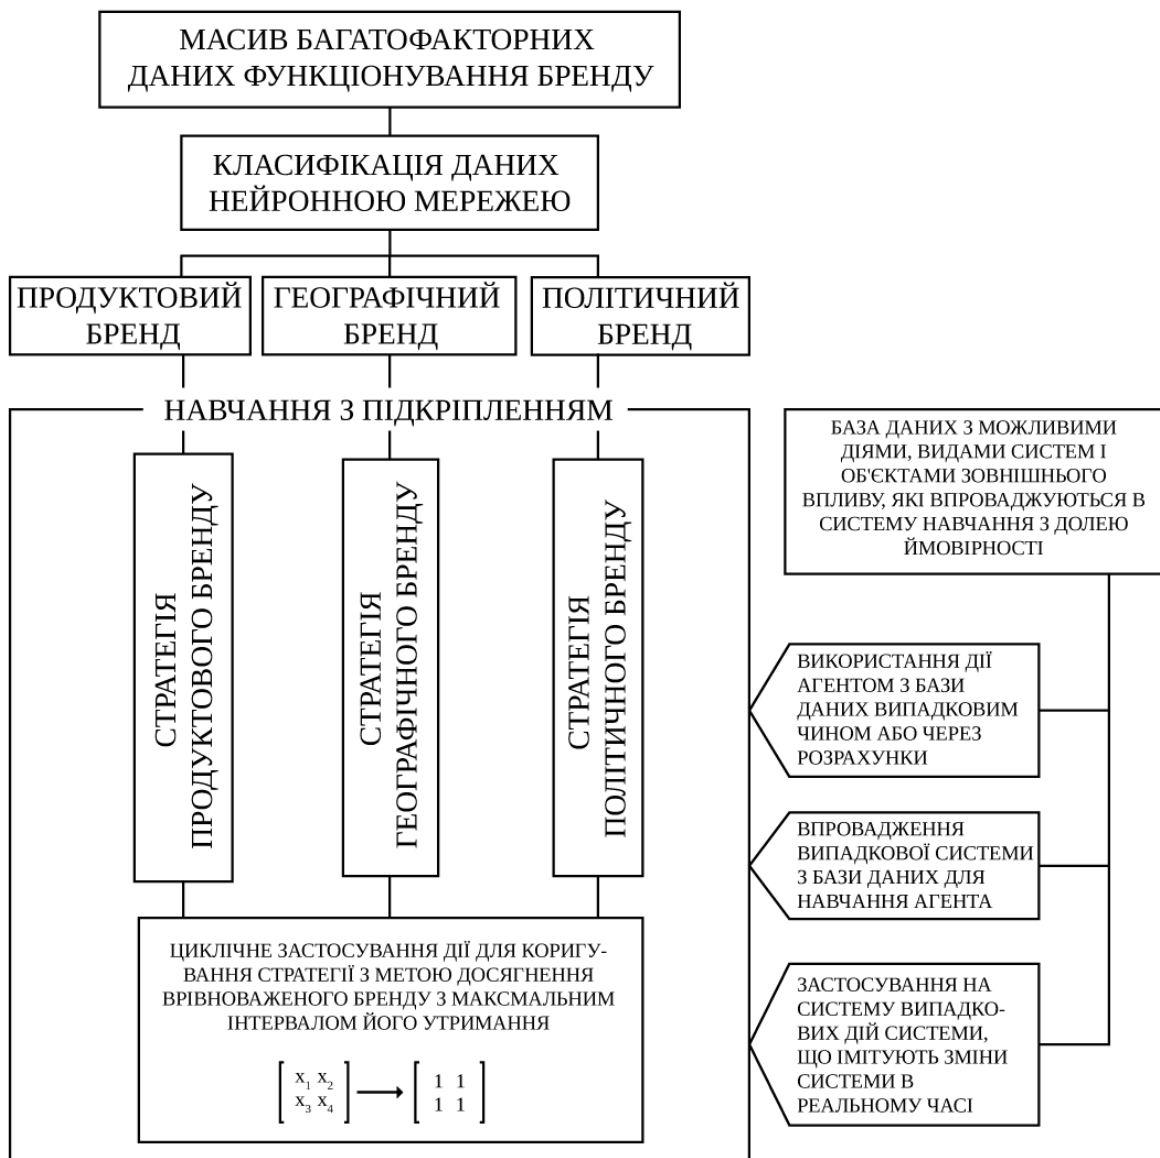 МАСИВ БАГАТОФАКТОРНИХ
ДАНИХ ФУНКЦІОНУВАННЯ БРЕНДУ
КЛАСИФІКАЦІЯ ДАНИХ
НЕЙРОННОЮ МЕРЕЖЕЮ
ПРОДУКТОВИЙ
БРЕНД
ГЕОГРАФІЧНИЙ
БРЕНД
ПОЛІТИЧНИЙ
БРЕНД
НАВЧАННЯ З ПІДКРІПЛЕННЯМ
СТРАТЕГІЯ
ПРОДУКТОВОГО БРЕНДУ
СТРАТЕГІЯ
ГЕОГРАФІЧНОГО БРЕНДУ
СТРАТЕГІЯ
ПОЛІТИЧНОГО БРЕНДУ
ЦИКЛІЧНЕ ЗАСТОСУВАННЯ ДІЇ ДЛЯ КОРИГУ-
ВАННЯ СТРАТЕГІЇ З МЕТОЮ ДОСЯГНЕННЯ
ВРІВНОВАЖЕНОГО БРЕНДУ З МАКСМАЛЬНИМ
ІНТЕРВАЛОМ ЙОГО УТРИМАННЯ
x₁ x₂ 1 1
x₃ x₄ 1 1
БАЗА ДАНИХ З МОЖЛИВИМИ
ДІЯМИ, ВИДАМИ СИСТЕМ І
ОБ'ЄКТАМИ ЗОВНІШНЬОГО
ВПЛИВУ, ЯКІ ВПРОВАДЖУЮТЬСЯ В
СИСТЕМУ НАВЧАННЯ З ДОЛЕЮ
ЙМОВІРНОСТІ
ВИКОРИСТАННЯ ДІЇ
АГЕНТОМ З БАЗИ
ДАНИХ ВИПАДКОВИМ
ЧИНОМ АБО ЧЕРЕЗ
РОЗРАХУНКИ
ВПРОВАДЖЕННЯ
ВИПАДКОВОЇ СИСТЕМИ
З БАЗИ ДАНИХ ДЛЯ
НАВЧАННЯ АГЕНТА
ЗАСТОСУВАННЯ НА
СИСТЕМУ ВИПАДКО-
ВИХ ДІЙ СИСТЕМИ,
ЩО ІМІТУЮТЬ ЗМІНИ
СИСТЕМИ В
РЕАЛЬНОМУ ЧАСІ